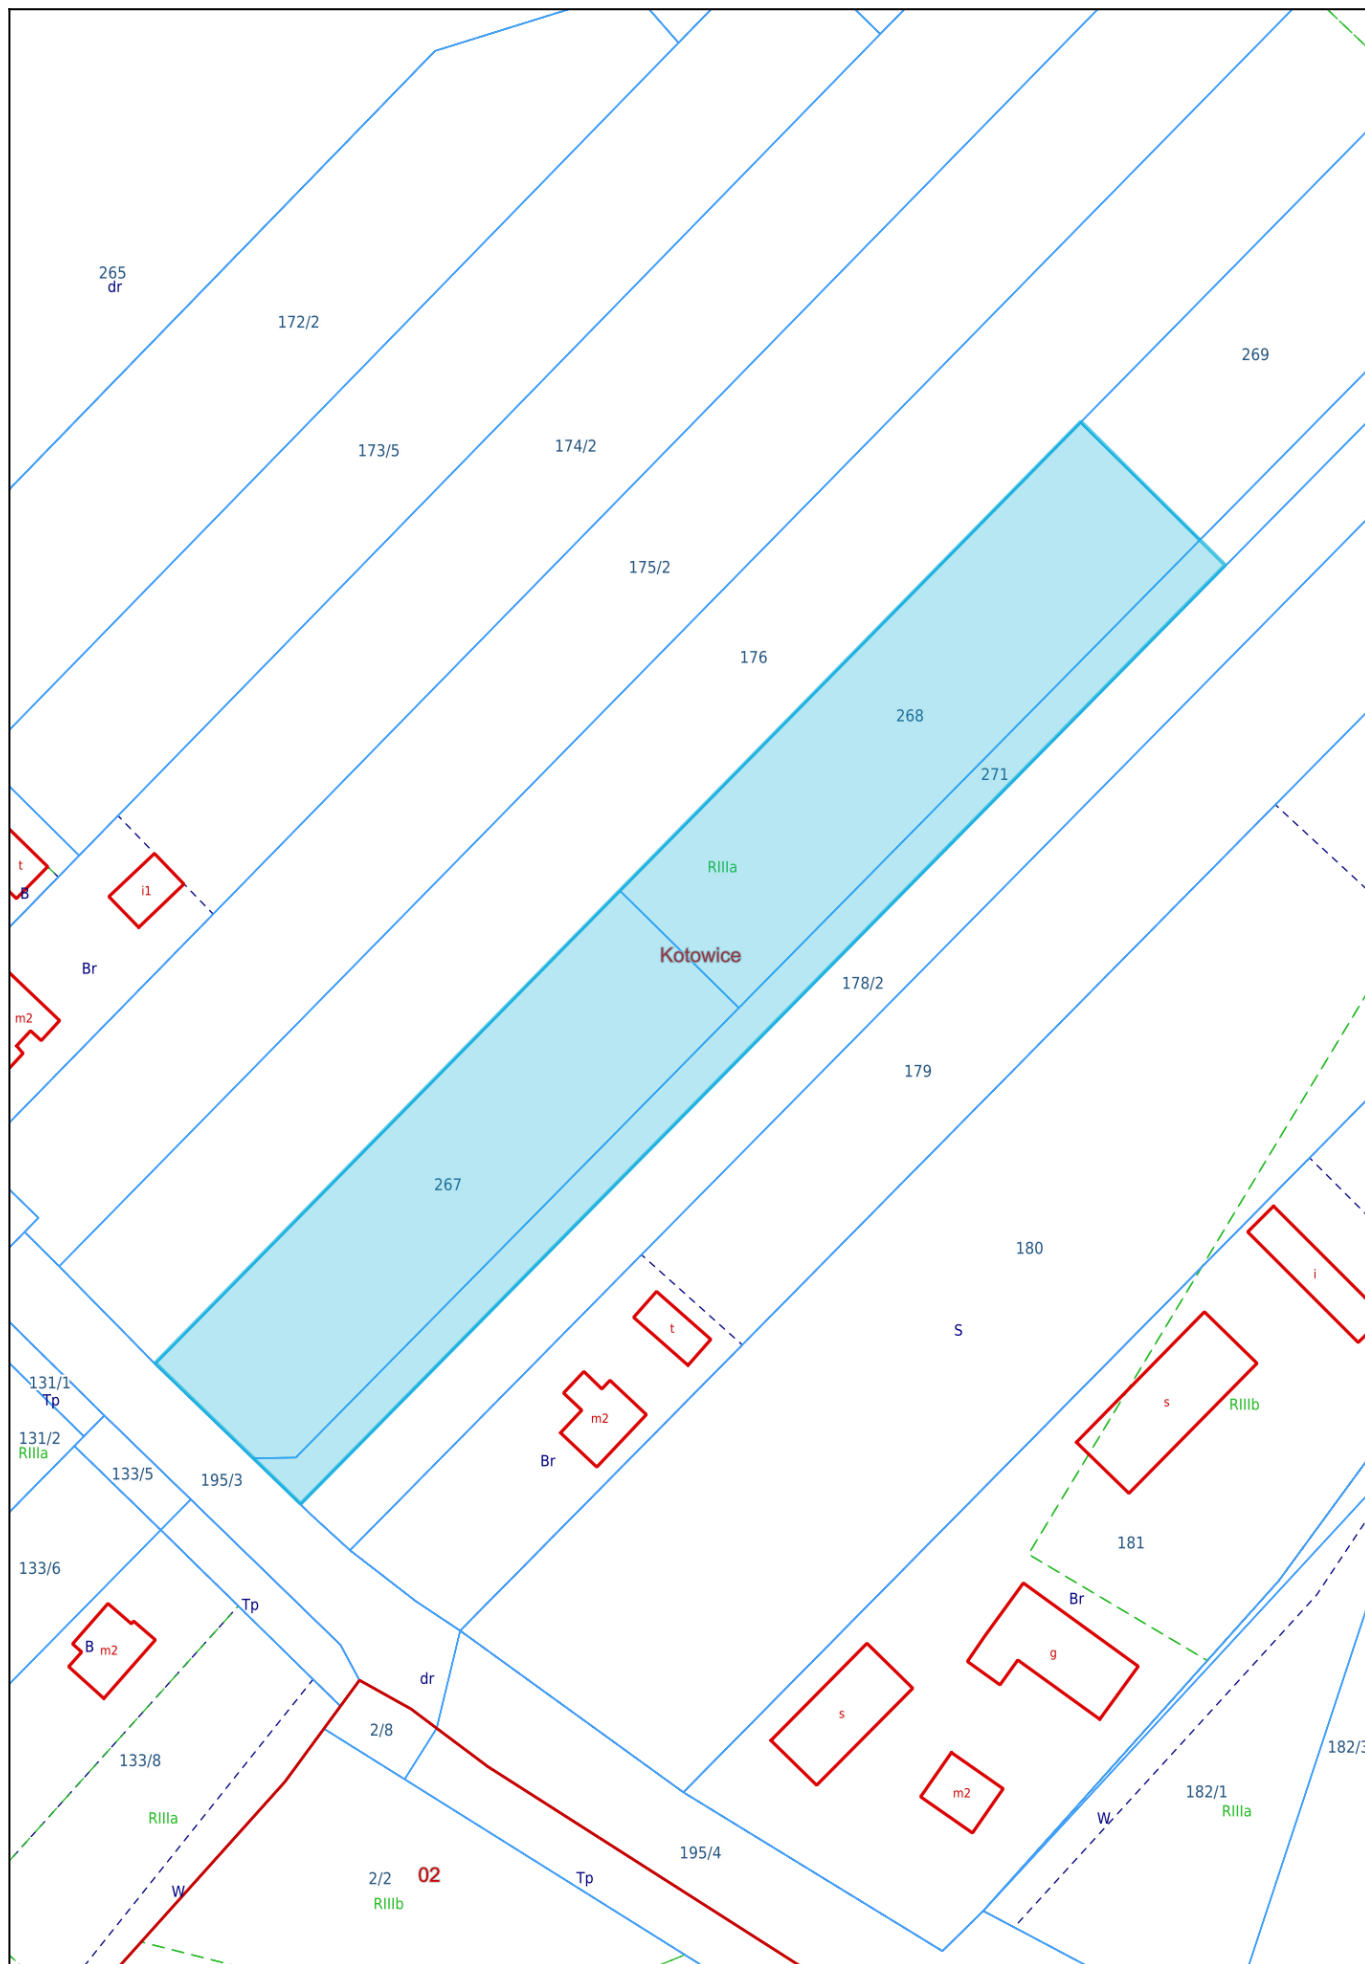 265
dr
172/2
269
173/5
174/2
175/2
176
268
271
t
B
i1
RIIIa
Kotowice
Br
178/2
m2
179
267
180
i
t
S
131/1
Tp
s
RIIIb
m2
131/2
RIIIa
Br
133/5
195/3
181
133/6
Br
Tp
B
m2
g
dr
s
2/8
182/3
133/8
m2
182/1
RIIIa
RIIIa
W
195/4
02
2/2
Tp
W
RIIIb